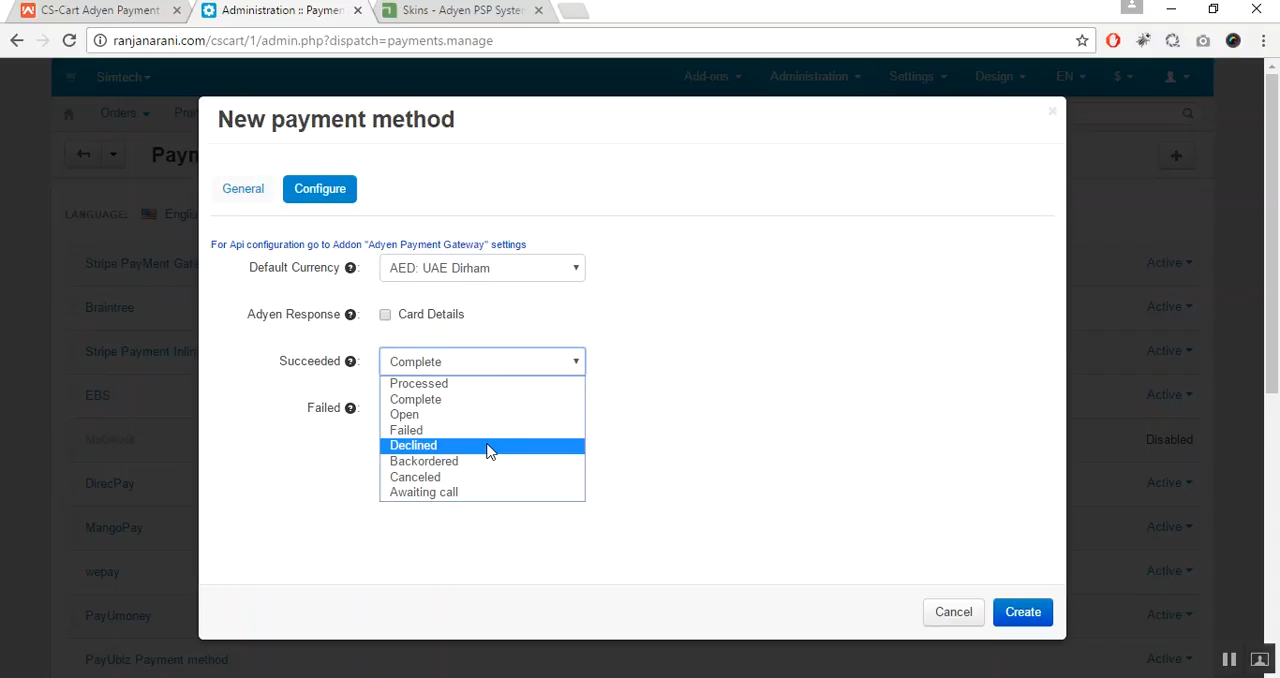 CS-Cart Adyen Payment
Administration :: Paymen
Skins - Adyen PSP Syster
ranjanarani.com/cscart/1/admin.php?dispatch=payments.manage
Simtech
Add-ons
Administration
Settings
Design
EN
$
Orders
New payment method
General
Configure
LANGUAGE:
For Api configuration go to Addon "Adyen Payment Gateway" settings
Default Currency ?:
AED: UAE Dirham
Adyen Response ?:
Card Details
Succeeded ?:
Complete
Processed
Complete
Open
Failed
Declined
Backordered
Canceled
Awaiting call
Failed ?:
Stripe PayMent Gate
Active
Braintree
Active
Stripe Payment Inlin
Active
EBS
Active
Disabled
DirecPay
Active
MangoPay
Active
wepay
Active
PayUmoney
Active
PayUbiz Payment method
Active
Cancel
Create